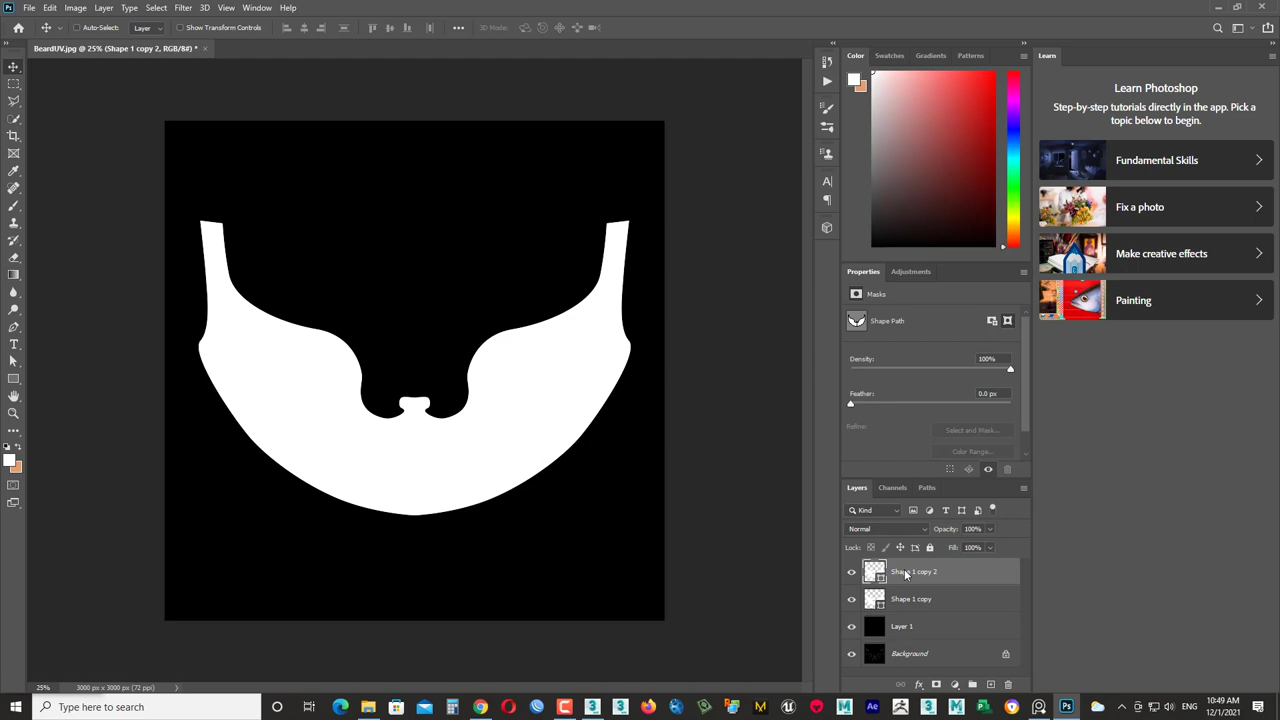 Ps File Edit Image Layer Type Select Filter 3D View Window Help
Auto-Select: Layer Show Transform Controls 3D Mode:
BeardUV.jpg @ 25% (Shape 1 copy 2, RGB/8#) *
Color Swatches Gradients Patterns
Learn
Learn Photoshop
Step-by-step tutorials directly in the app. Pick a
topic below to begin.
Fundamental Skills
Fix a photo
Make creative effects
Painting
Properties Adjustments
Masks
Shape Path
Density: 100%
Feather: 0.0 px
Refine: Select and Mask...
Color Range...
Layers Channels Paths
Kind
Normal Opacity: 100%
Lock: Fill: 100%
Shape 1 copy 2
Shape 1 copy
Layer 1
Background
25% 3000 px x 3000 px (72 ppi)
Type here to search
10:49 AM
12/1/2021